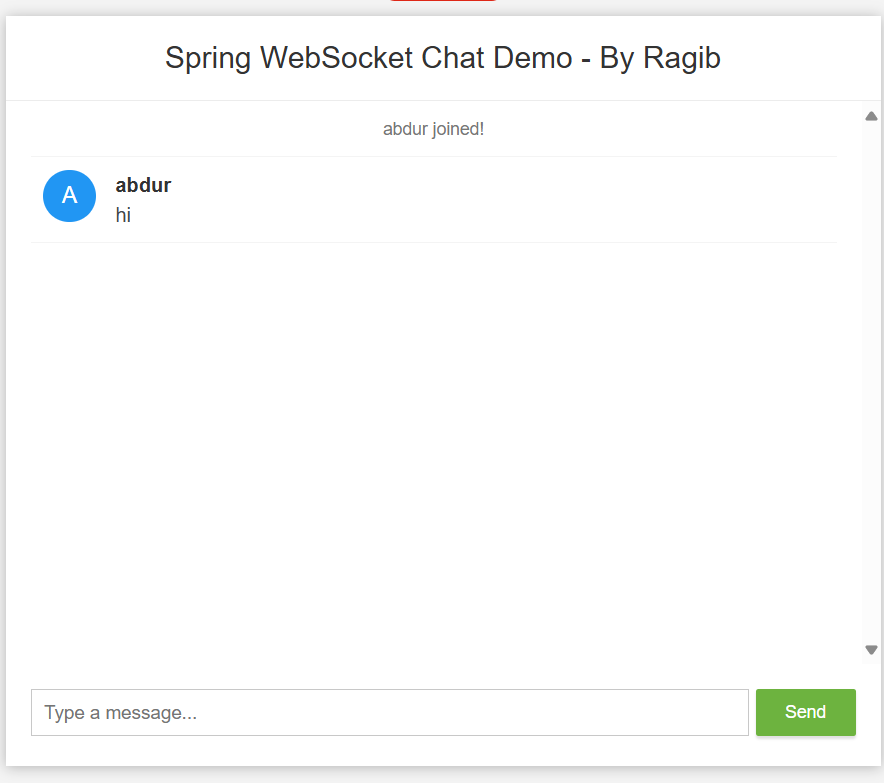 Spring WebSocket Chat Demo - By Ragib
abdur joined!
A
abdur
hi
Type a message...
Send